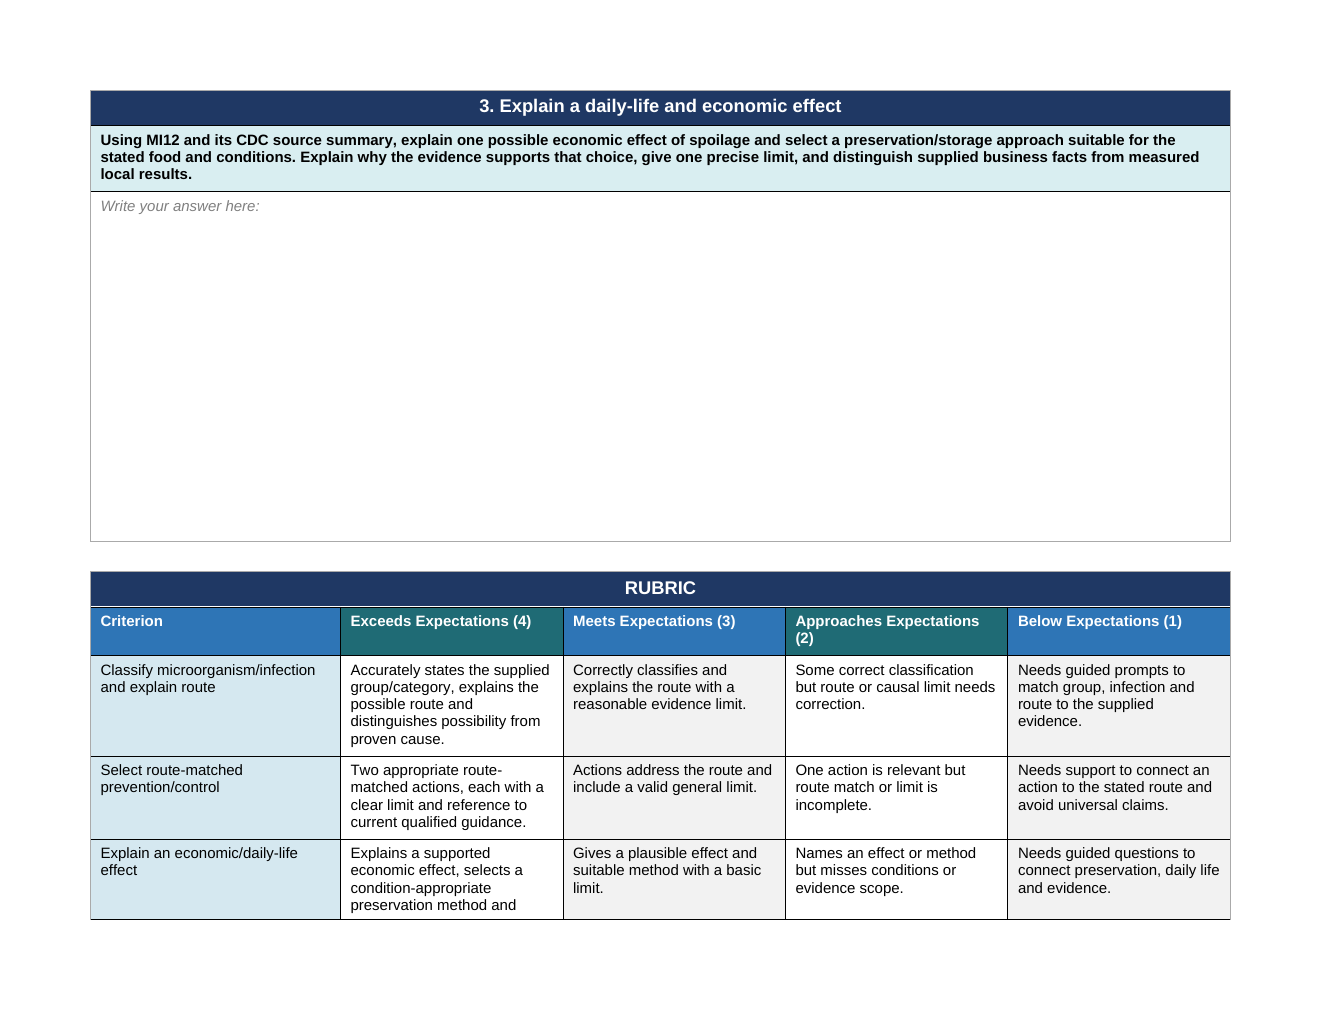 3. Explain a daily-life and economic effect
Using MI12 and its CDC source summary, explain one possible economic effect of spoilage and select a preservation/storage approach suitable for the
stated food and conditions. Explain why the evidence supports that choice, give one precise limit, and distinguish supplied business facts from measured
local results.
Write your answer here:
RUBRIC
Criterion
Exceeds Expectations (4)
Meets Expectations (3)
Approaches Expectations
(2)
Below Expectations (1)
Classify microorganism/infection
and explain route
Accurately states the supplied
group/category, explains the
possible route and
distinguishes possibility from
proven cause.
Correctly classifies and
explains the route with a
reasonable evidence limit.
Some correct classification
but route or causal limit needs
correction.
Needs guided prompts to
match group, infection and
route to the supplied
evidence.
Select route-matched
prevention/control
Two appropriate route-
matched actions, each with a
clear limit and reference to
current qualified guidance.
Actions address the route and
include a valid general limit.
One action is relevant but
route match or limit is
incomplete.
Needs support to connect an
action to the stated route and
avoid universal claims.
Explain an economic/daily-life
effect
Explains a supported
economic effect, selects a
condition-appropriate
preservation method and
Gives a plausible effect and
suitable method with a basic
limit.
Names an effect or method
but misses conditions or
evidence scope.
Needs guided questions to
connect preservation, daily life
and evidence.